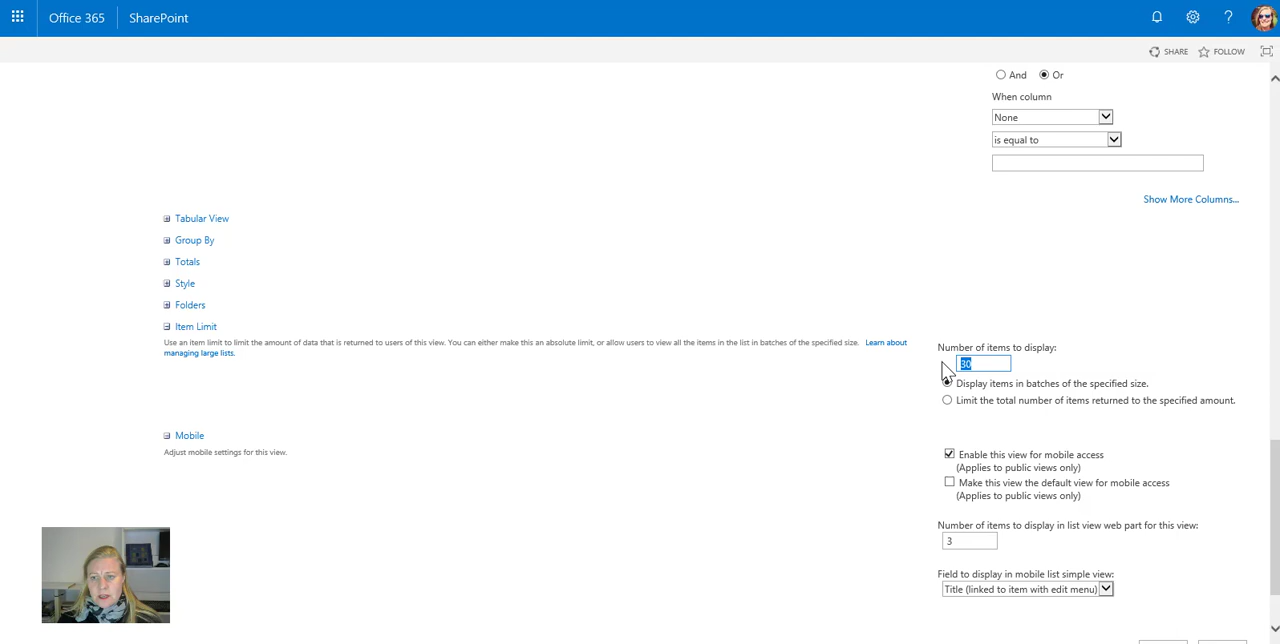 Office 365
SharePoint
?
SHARE
FOLLOW
And
Or
When column
None
is equal to
Show More Columns...
Tabular View
Group By
Totals
Style
Folders
Item Limit
Use an item limit to limit the amount of data that is returned to users of this view. You can either make this an absolute limit, or allow users to view all the items in the list in batches of the specified size. Learn about
managing large lists.
Number of items to display:
30
Display items in batches of the specified size.
Limit the total number of items returned to the specified amount.
Mobile
Adjust mobile settings for this view.
Enable this view for mobile access
(Applies to public views only)
Make this view the default view for mobile access
(Applies to public views only)
Number of items to display in list view web part for this view:
3
Field to display in mobile list simple view:
Title (linked to item with edit menu)